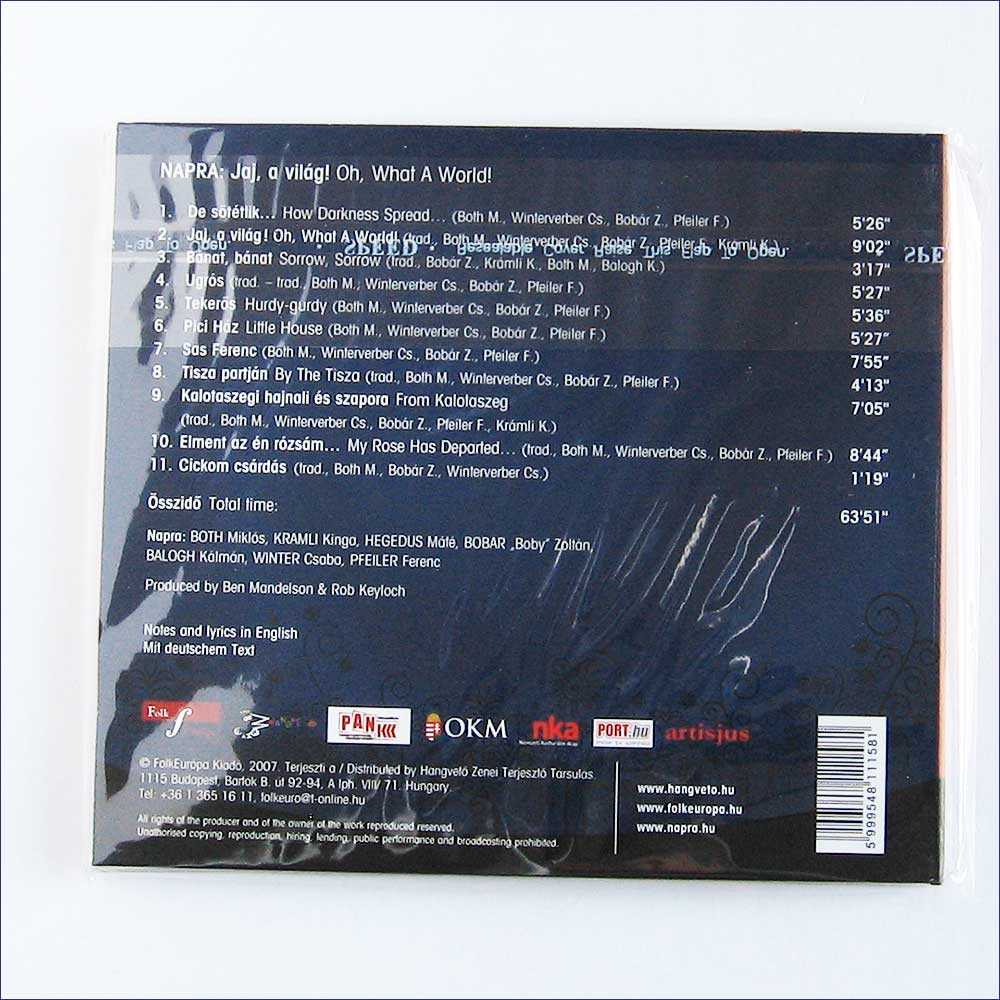 NAPRA: Jaj, a világ! Oh, What A World!
1. De sötétlik... How Darkness Spread... (Both M., Winterverber Cs., Bobár Z., Pfeiler F.) 5'26"
2. Jaj, a világ! Oh, What A World! (trad., Both M., Winterverber Cs., Bobár Z., Pfeiler F., Krámli K.) 9'02"
SPEED · Resealable Cover Raise This Flap To Open.
3. Bánat, bánat Sorrow, Sorrow (trad., Bobár Z., Krámli K., Both M., Balogh K.) 3'17"
4. Ugrós (trad. – trad., Both M., Winterverber Cs., Bobár Z., Pfeiler F.) 5'27"
5. Tekerős Hurdy-gurdy (Both M., Winterverber Cs., Bobár Z., Pfeiler F.) 5'36"
6. Pici Ház Little House (Both M., Winterverber Cs., Bobár Z., Pfeiler F.) 5'27"
7. Sas Ferenc (Both M., Winterverber Cs., Bobár Z., Pfeiler F.) 7'55"
8. Tisza partján By The Tisza (trad., Both M., Winterverber Cs., Bobár Z., Pfeiler F.) 4'13"
9. Kalotaszegi hajnali és szapora From Kalotaszeg 7'05"
(trad., Both M., Winterverber Cs., Bobár Z., Pfeiler F., Krámli K.)
10. Elment az én rózsám... My Rose Has Departed... (trad., Both M., Winterverber Cs., Bobár Z., Pfeiler F.) 8'44"
11. Cickom csárdás (trad., Both M., Bobár Z., Winterverber Cs.) 1'19"
Összidő Total time: 63'51"
Napra: BOTH Miklós, KRAMLI Kinga, HEGEDUS Máté, BOBAR „Boby" Zoltán,
BALOGH Kálmán, WINTER Csaba, PFEILER Ferenc
Produced by Ben Mandelson & Rob Keyloch
Notes and lyrics in English
Mit deutschem Text
Folk PAN OKM nka PORT.hu artisjus
Nemzeti Kulturális Alap
© FolkEurópa Kiadó, 2007. Terjeszti a / Distributed by Hangvető Zenei Terjesztő Társulás.
1115 Budapest, Bartók B. út 92-94, A lph. VIII/ 71. Hungary.
Tel: +36 1 365 16 11, folkeuro@t-online.hu
All rights of the producer and of the owner of the work reproduced reserved.
Unathorised copying, reproduction, hiring, lending, public performance and broadcasting prohibited.
www.hangveto.hu
www.folkeuropa.hu
www.napra.hu
5 999548 111581